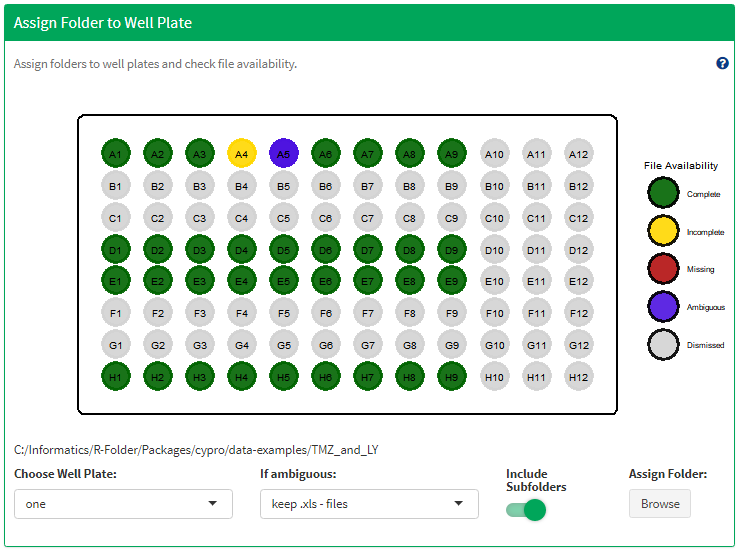 Assign Folder to Well Plate
Assign folders to well plates and check file availability.
?
A1 A2 A3 A4 A5 A6 A7 A8 A9 A10 A11 A12
B1 B2 B3 B4 B5 B6 B7 B8 B9 B10 B11 B12
C1 C2 C3 C4 C5 C6 C7 C8 C9 C10 C11 C12
D1 D2 D3 D4 D5 D6 D7 D8 D9 D10 D11 D12
E1 E2 E3 E4 E5 E6 E7 E8 E9 E10 E11 E12
F1 F2 F3 F4 F5 F6 F7 F8 F9 F10 F11 F12
G1 G2 G3 G4 G5 G6 G7 G8 G9 G10 G11 G12
H1 H2 H3 H4 H5 H6 H7 H8 H9 H10 H11 H12
File Availability
Complete
Incomplete
Missing
Ambiguous
Dismissed
C:/Informatics/R-Folder/Packages/cypro/data-examples/TMZ_and_LY
Choose Well Plate:
one
If ambiguous:
keep .xls - files
Include
Subfolders
Assign Folder:
Browse